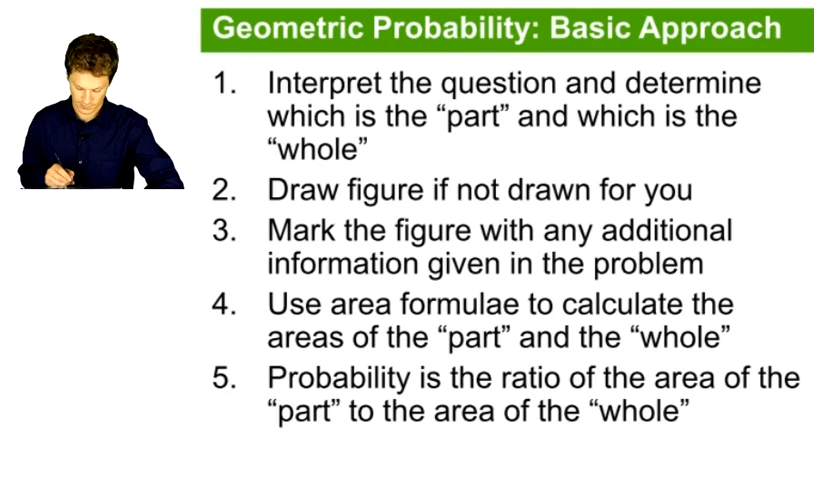 Geometric Probability: Basic Approach
1. Interpret the question and determine
which is the “part” and which is the
“whole”
2. Draw figure if not drawn for you
3. Mark the figure with any additional
information given in the problem
4. Use area formulae to calculate the
areas of the “part” and the “whole”
5. Probability is the ratio of the area of the
“part” to the area of the “whole”